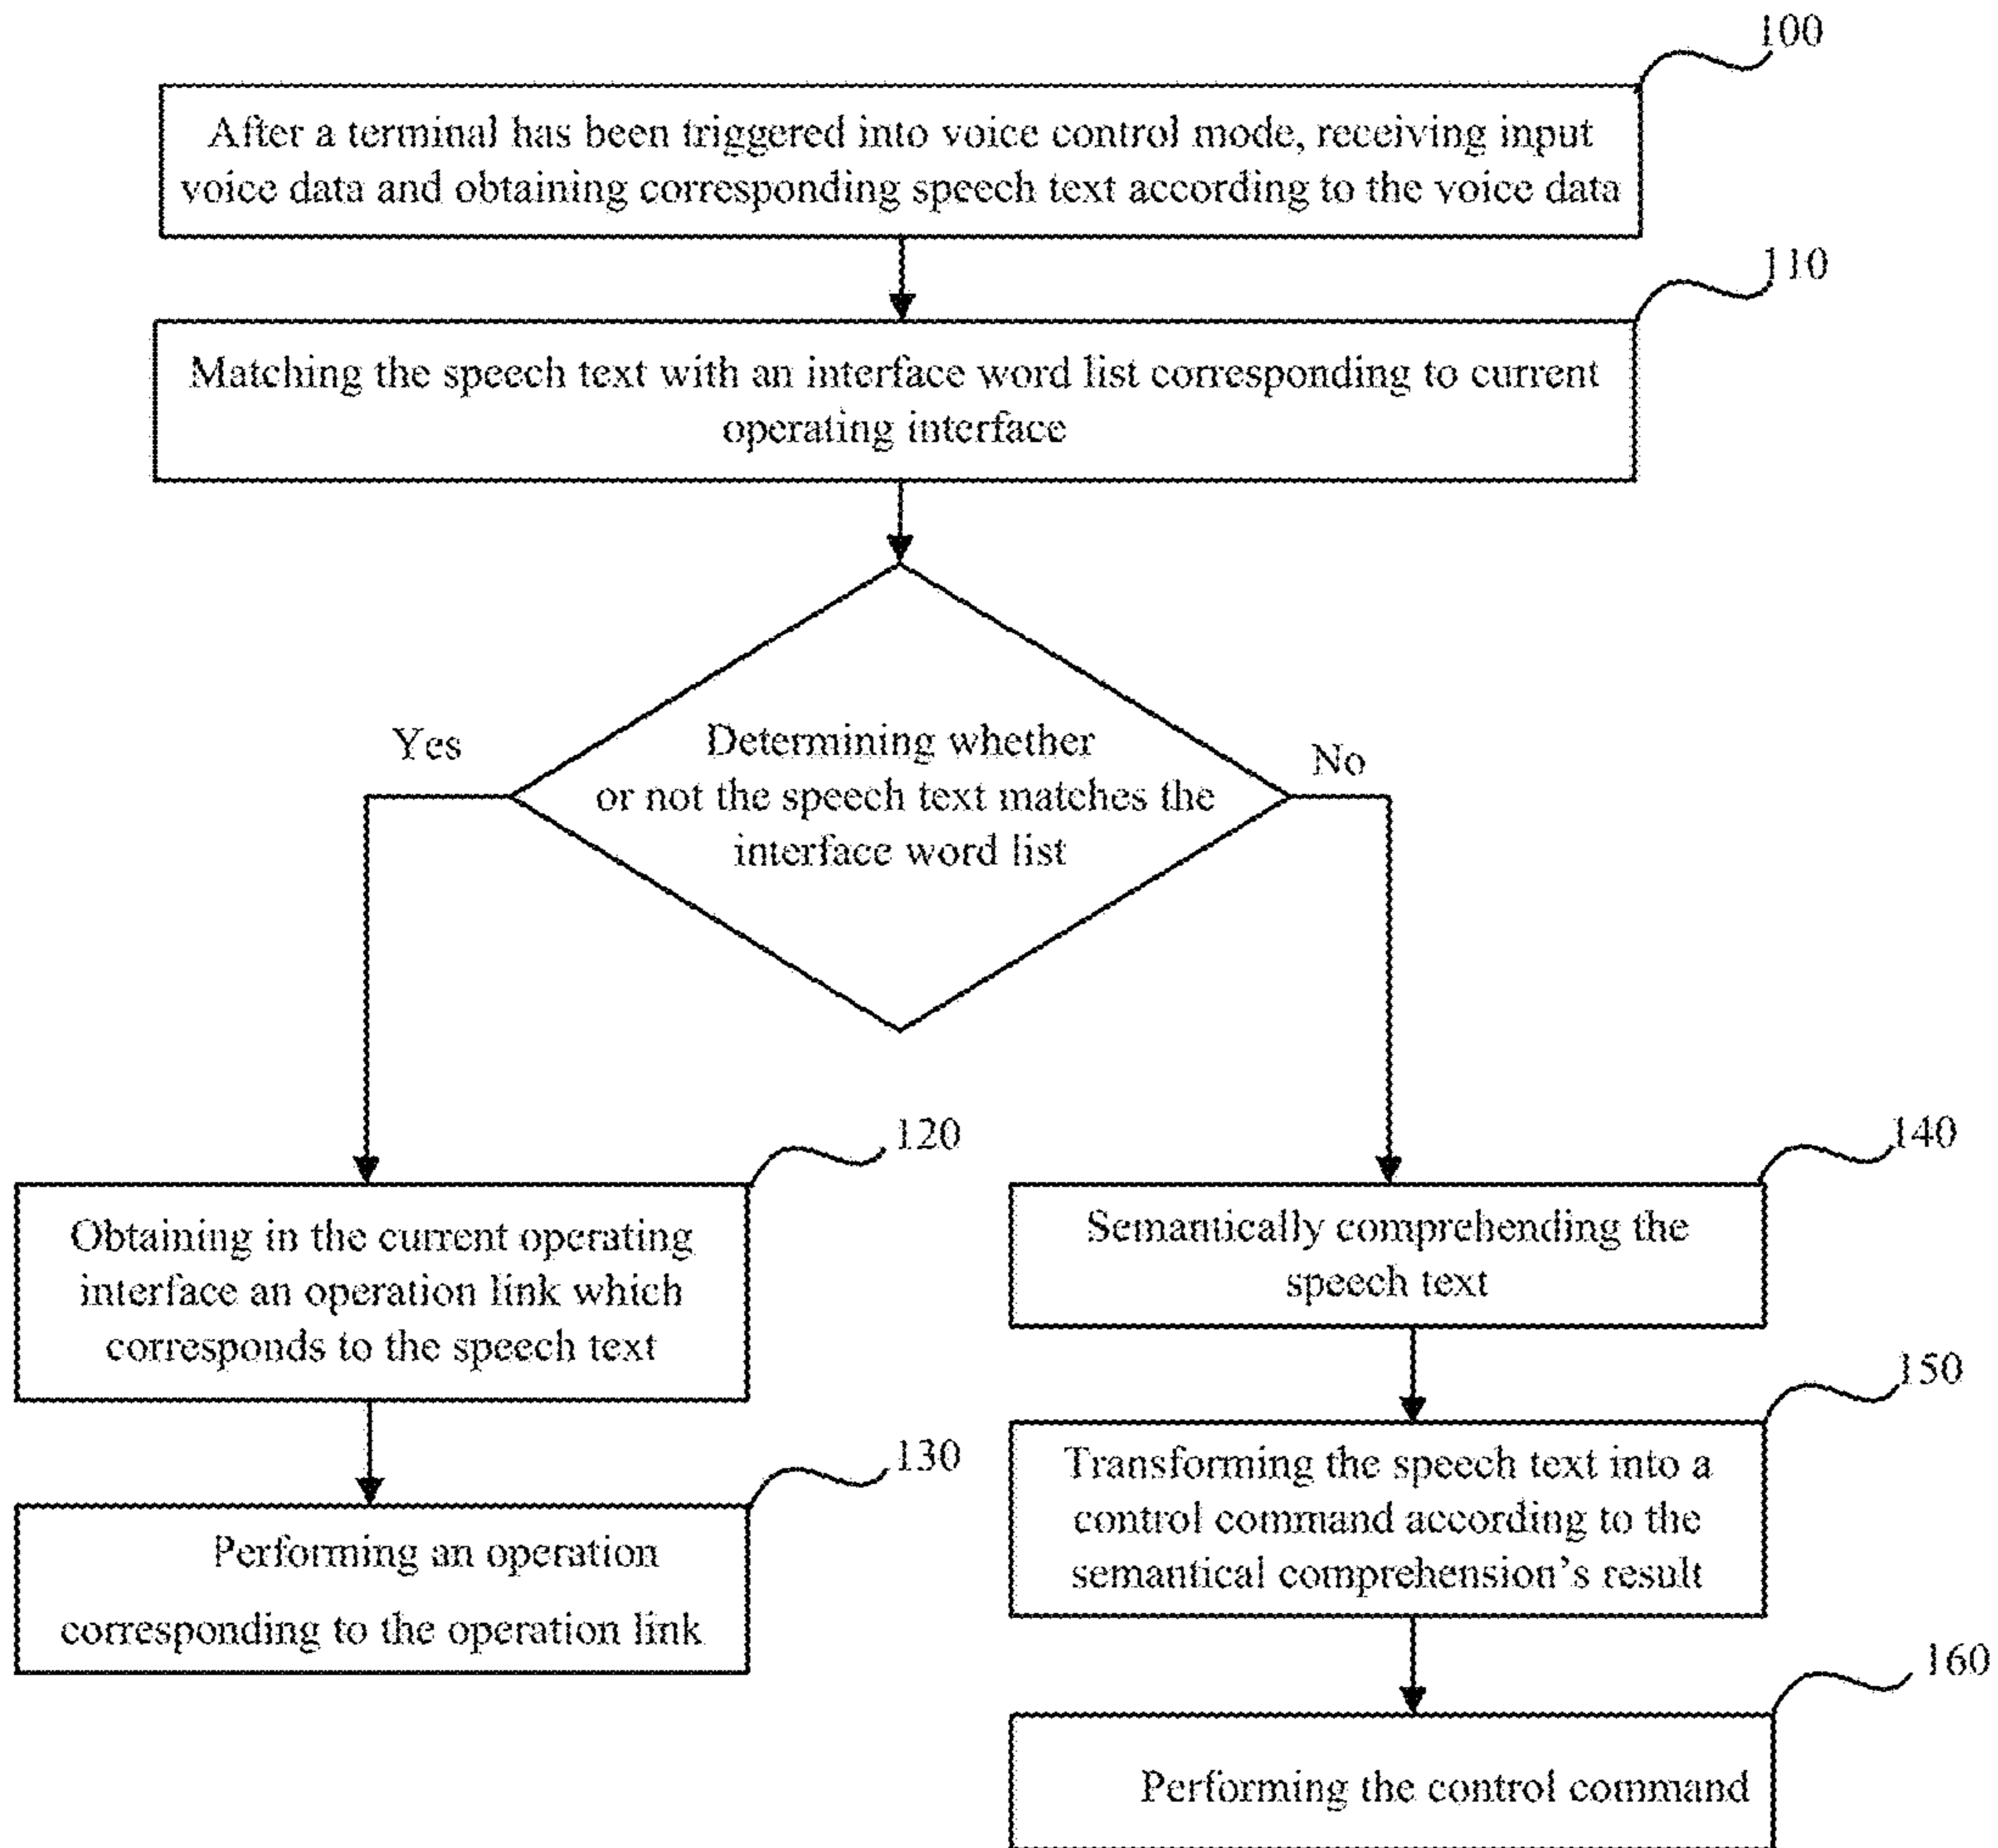 100
After a terminal has been triggered into voice control mode, receiving input
voice data and obtaining corresponding speech text according to the voice data
110
Matching the speech text with an interface word list corresponding to current
operating interface
Yes
No
Determining whether
or not the speech text matches the
interface word list
120
Obtaining in the current operating
interface an operation link which
corresponds to the speech text
130
Performing an operation
corresponding to the operation link
140
Semantically comprehending the
speech text
150
Transforming the speech text into a
control command according to the
semantical comprehension's result
160
Performing the control command